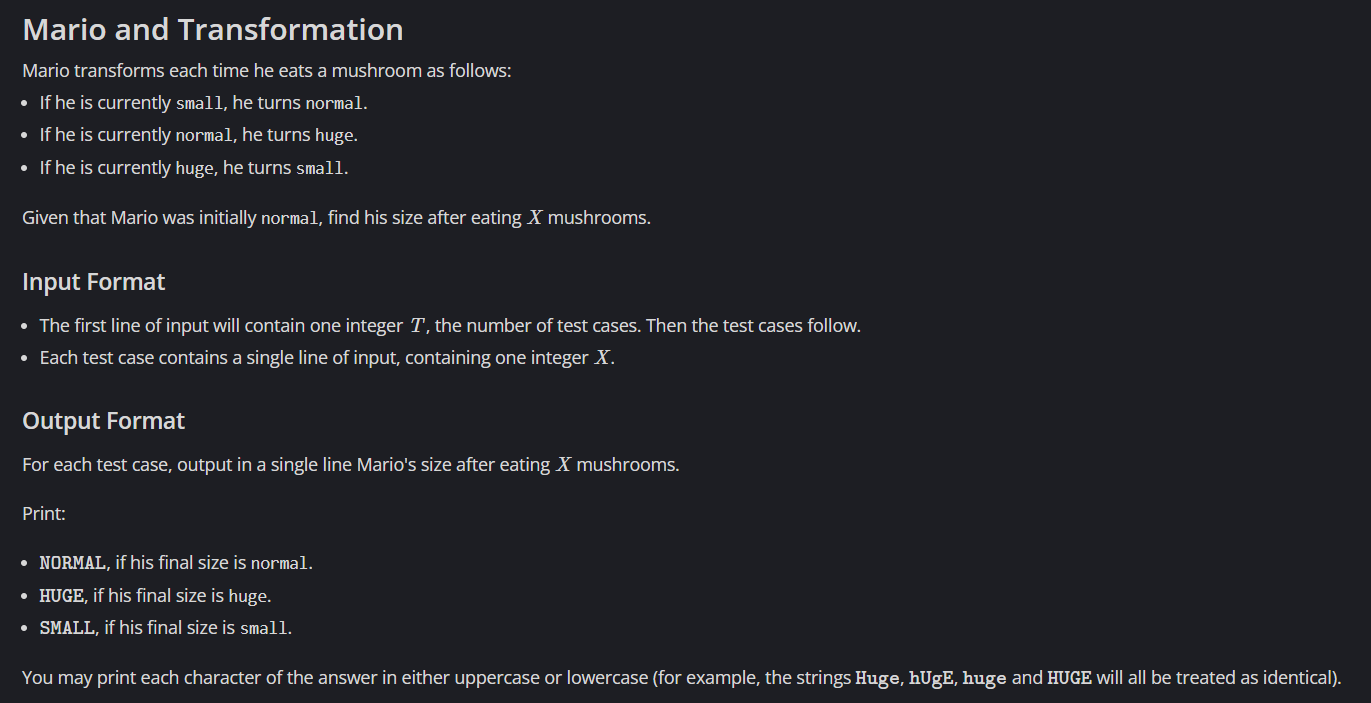 Mario and Transformation
Mario transforms each time he eats a mushroom as follows:
• If he is currently small, he turns normal.
• If he is currently normal, he turns huge.
• If he is currently huge, he turns small.
Given that Mario was initially normal, find his size after eating X mushrooms.
Input Format
• The first line of input will contain one integer T, the number of test cases. Then the test cases follow.
• Each test case contains a single line of input, containing one integer X.
Output Format
For each test case, output in a single line Mario's size after eating X mushrooms.
Print:
• NORMAL, if his final size is normal.
• HUGE, if his final size is huge.
• SMALL, if his final size is small.
You may print each character of the answer in either uppercase or lowercase (for example, the strings Huge, hUgE, huge and HUGE will all be treated as identical).